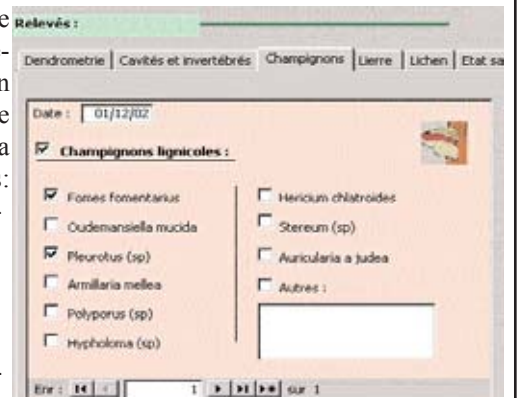 Relevés :
Dendrometrie Cavités et invertébrés Champignons Lierre Lichen Etat sa
Date : 01/12/02
Champignons lignicoles :
Fomes fomentarius
Oudemansiella mucida
Pleurotus (sp)
Armillaria mellea
Polyporus (sp)
Hypholoma (sp)
Hericium chlatroides
Stereum (sp)
Auricularia a judea
Autres :
Enr : 1 sur 1